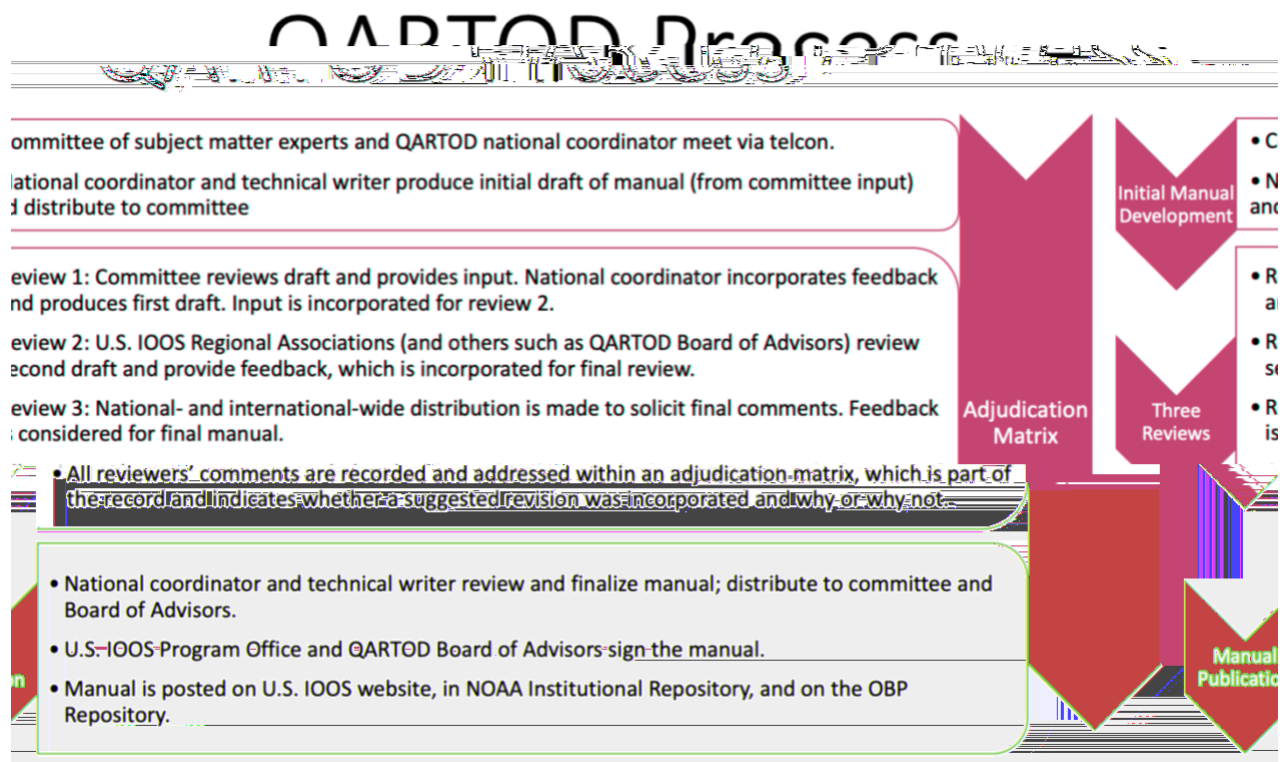 QARTOD Process
ommittee of subject matter experts and QARTOD national coordinator meet via telcon.
ational coordinator and technical writer produce initial draft of manual (from committee input)
d distribute to committee
eview 1: Committee reviews draft and provides input. National coordinator incorporates feedback
nd produces first draft. Input is incorporated for review 2.
eview 2: U.S. IOOS Regional Associations (and others such as QARTOD Board of Advisors) review
econd draft and provide feedback, which is incorporated for final review.
eview 3: National- and international-wide distribution is made to solicit final comments. Feedback
considered for final manual.
• All reviewers' comments are recorded and addressed within an adjudication matrix, which is part of
the record and indicates whether a suggested revision was incorporated and why or why not.
• National coordinator and technical writer review and finalize manual; distribute to committee and
Board of Advisors.
• U.S. IOOS Program Office and QARTOD Board of Advisors sign the manual.
• Manual is posted on U.S. IOOS website, in NOAA Institutional Repository, and on the OBP
Repository.
on
Adjudication
Matrix
Initial Manual
Development
Three
Reviews
Manual
Publicatio
• C
• N
and
• R
a
• R
se
• R
is